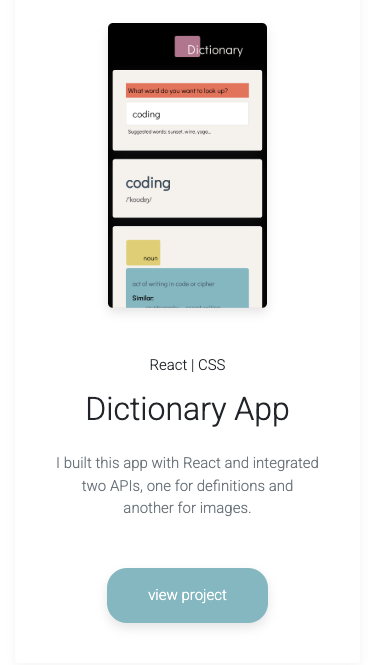 Dictionary
What word do you want to look up?
coding
Suggested words: sunset, wine, yoga...
coding
/'koʊdɪŋ/
noun
act of writing in code or cipher
Similar:
React | CSS
Dictionary App
I built this app with React and integrated
two APIs, one for definitions and
another for images.
view project